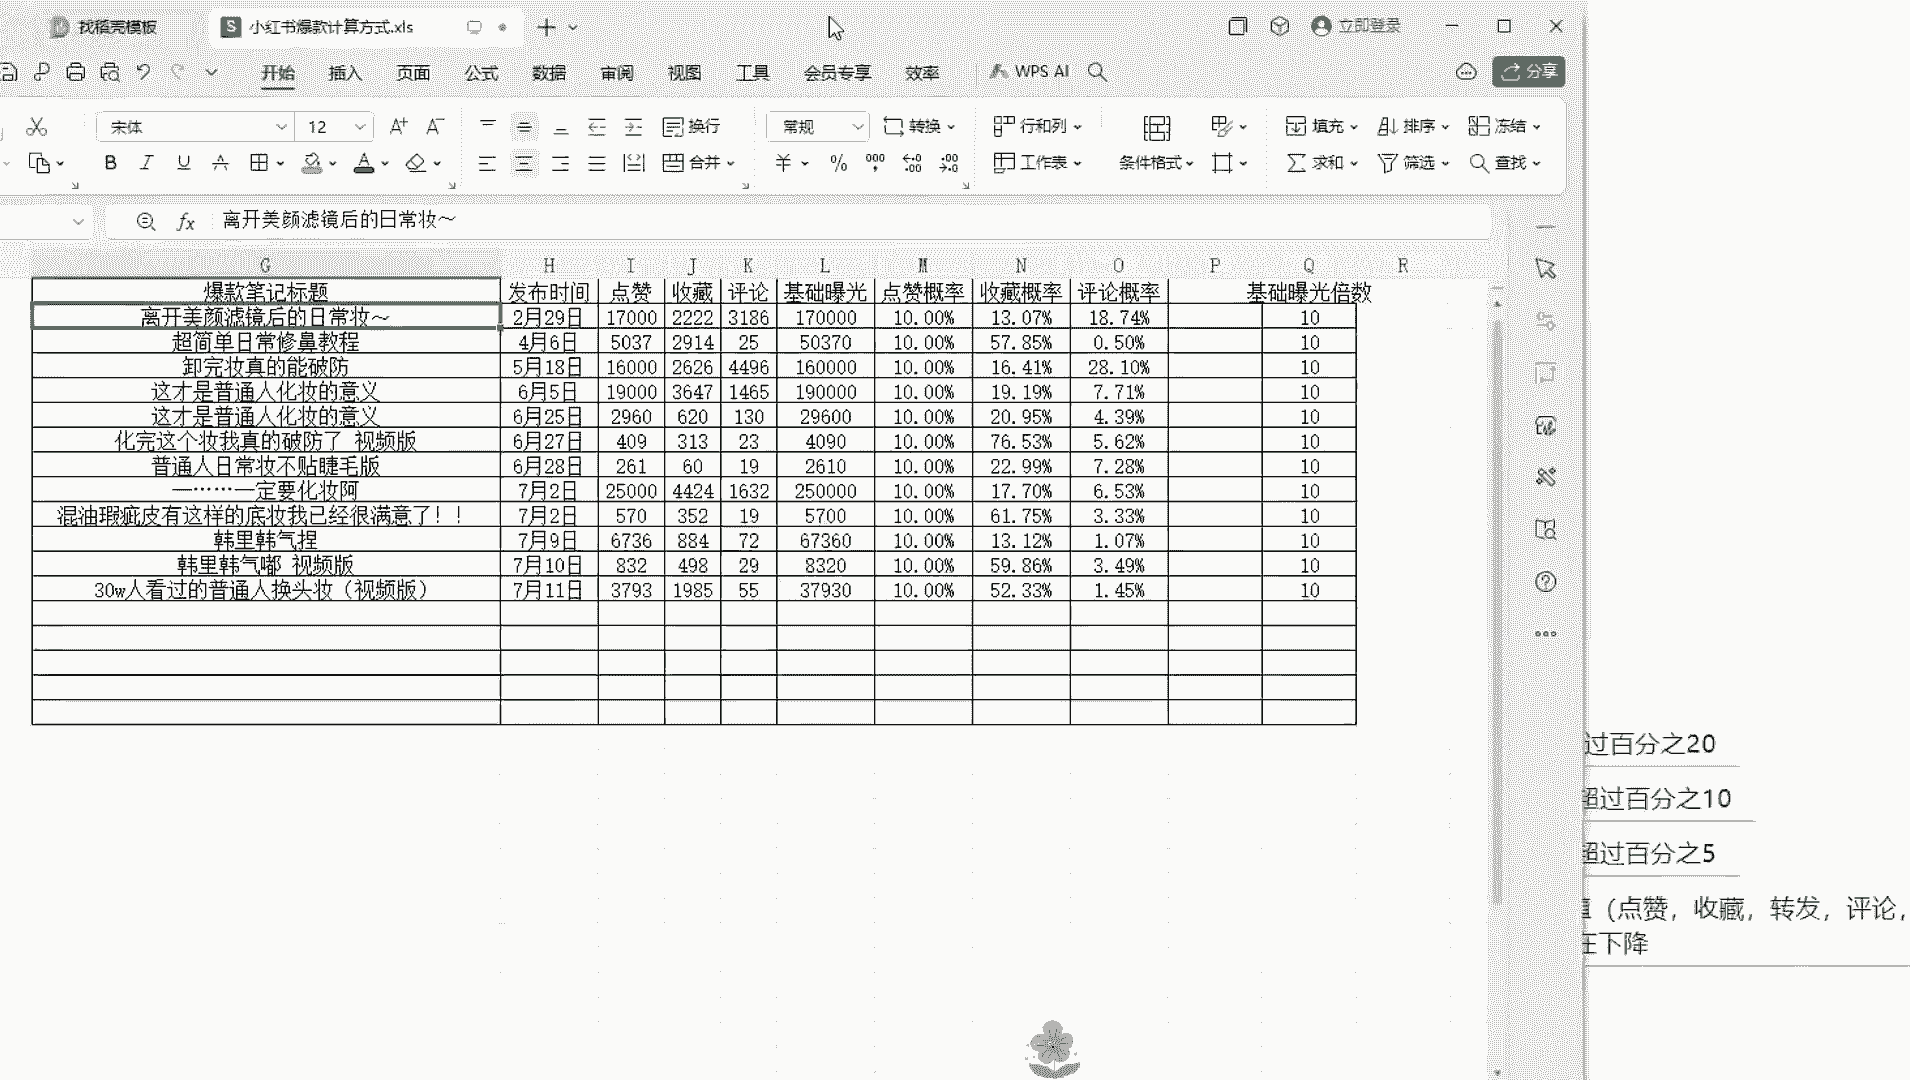 找稻壳模板 小红书爆款计算方式.xls 立即登录
开始 插入 页面 公式 数据 审阅 视图 工具 会员专享 效率 WPS AI 分享
宋体 12 A+ A- 换行 常规 转换 行和列 填充 排序 冻结
B I U A 合并 ¥ % 工作表 条件格式 求和 筛选 查找
fx 离开美颜滤镜后的日常妆～
G H I J K L M N O P Q R
爆款笔记标题 发布时间 点赞 收藏 评论 基础曝光 点赞概率 收藏概率 评论概率 基础曝光倍数
离开美颜滤镜后的日常妆～ 2月29日 17000 2222 3186 170000 10.00% 13.07% 18.74% 10
超简单日常修鼻教程 4月6日 5037 2914 25 50370 10.00% 57.85% 0.50% 10
卸完妆真的能破防 5月18日 16000 2626 4496 160000 10.00% 16.41% 28.10% 10
这才是普通人化妆的意义 6月5日 19000 3647 1465 190000 10.00% 19.19% 7.71% 10
这才是普通人化妆的意义 6月25日 2960 620 130 29600 10.00% 20.95% 4.39% 10
化完这个妆我真的破防了 视频版 6月27日 409 313 23 4090 10.00% 76.53% 5.62% 10
普通人日常妆不贴睫毛版 6月28日 261 60 19 2610 10.00% 22.99% 7.28% 10
一……一定要化妆阿 7月2日 25000 4424 1632 250000 10.00% 17.70% 6.53% 10
混油瑕疵皮有这样的底妆我已经很满意了！！ 7月2日 570 352 19 5700 10.00% 61.75% 3.33% 10
韩里韩气捏 7月9日 6736 884 72 67360 10.00% 13.12% 1.07% 10
韩里韩气嘟 视频版 7月10日 832 498 29 8320 10.00% 59.86% 3.49% 10
30w人看过的普通人换头妆（视频版） 7月11日 3793 1985 55 37930 10.00% 52.33% 1.45% 10
过百分之20
超过百分之10
超过百分之5
（点赞，收藏，转发，评论，
在下降